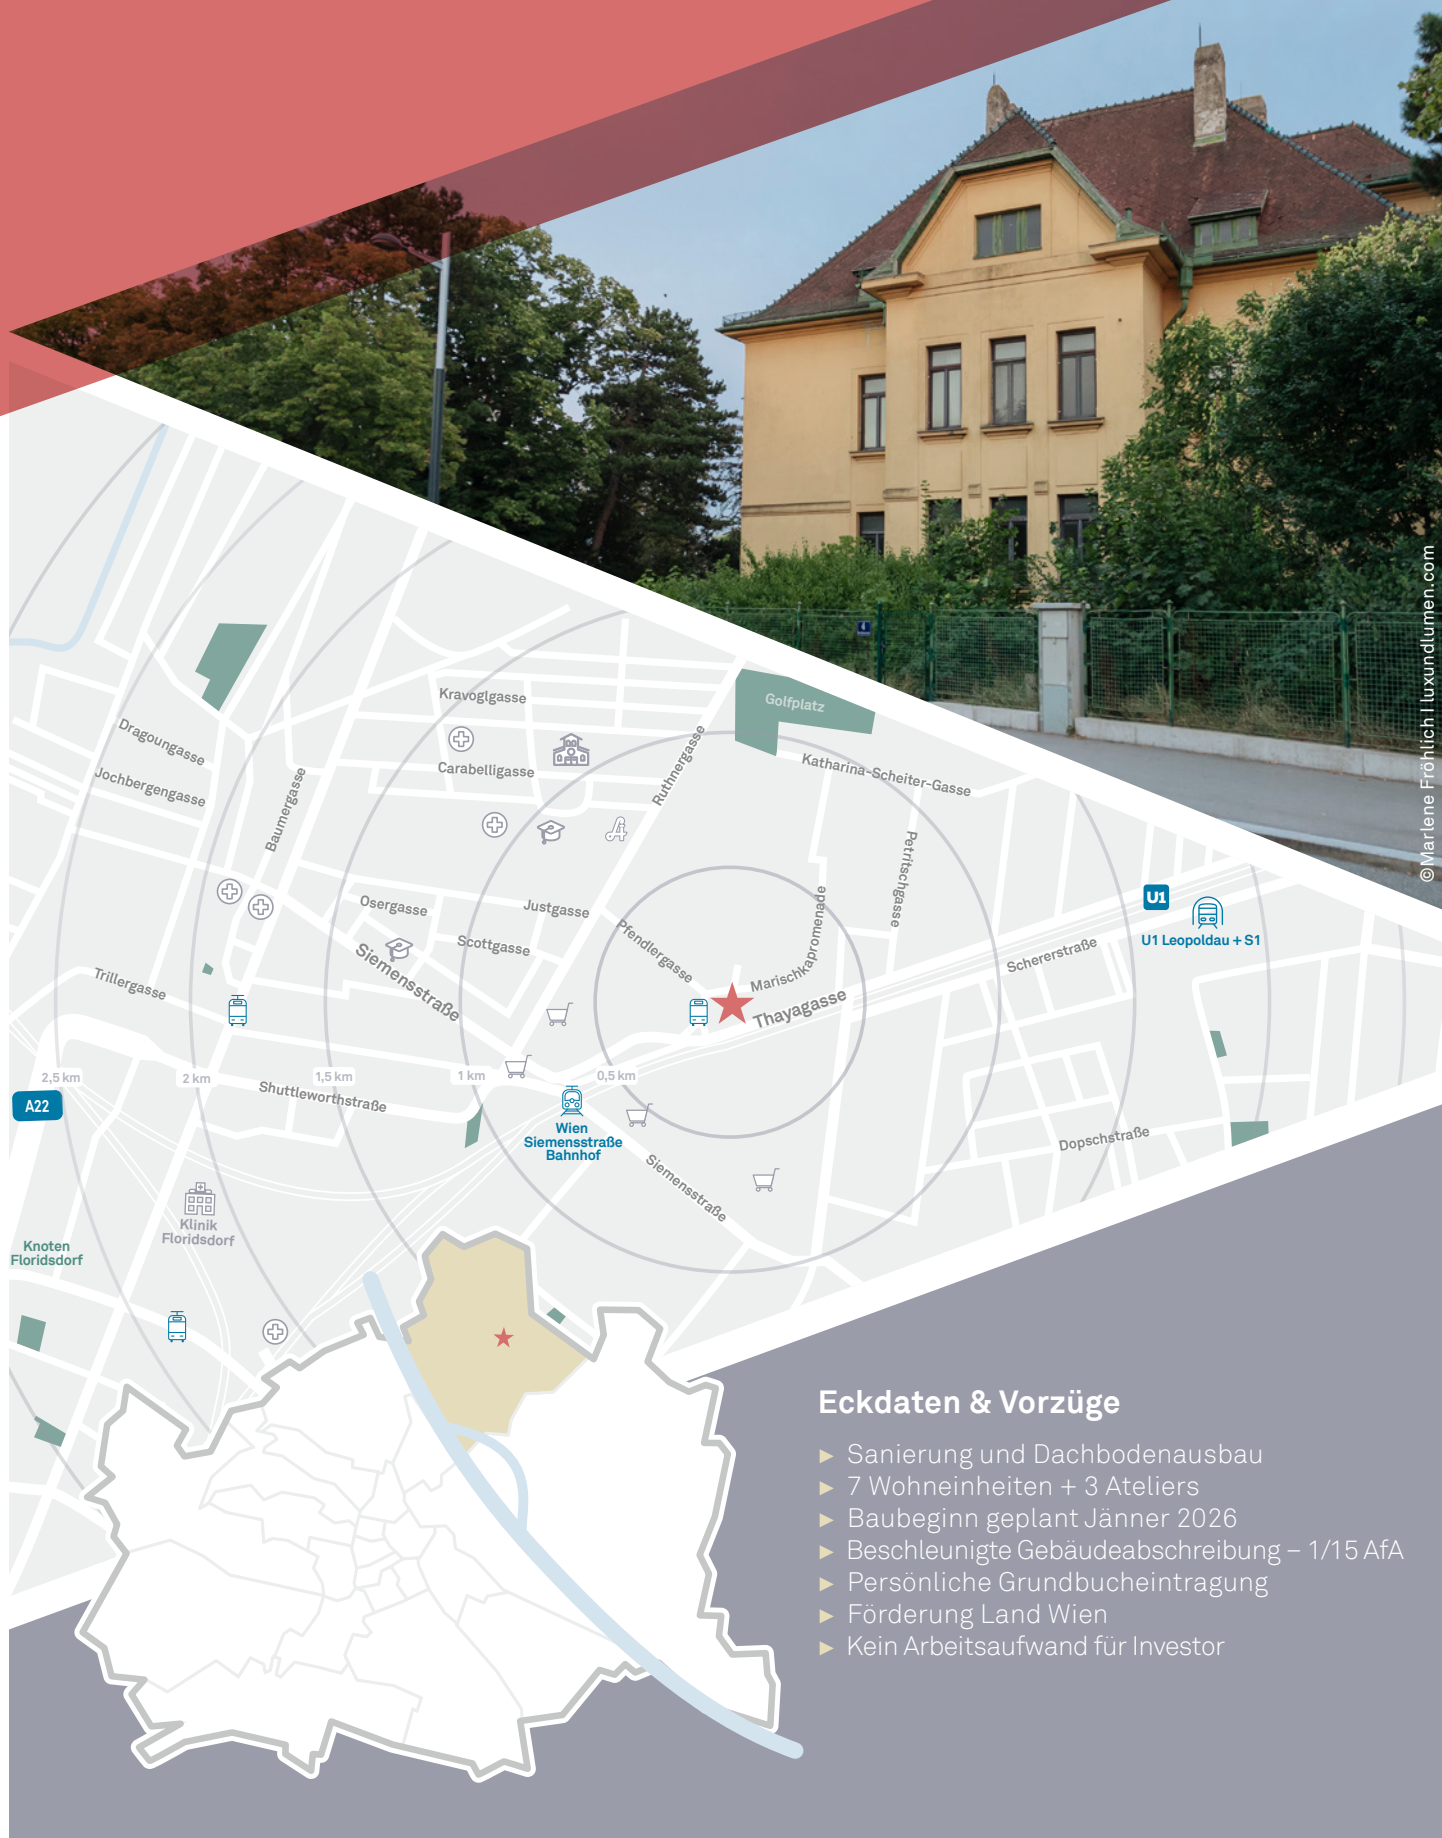 ©Marlene Fröhlich | luxundlumen.com
4
Golfplatz
Kravoglgasse
Carabelligasse
Ruthnergasse
Katharina-Scheiter-Gasse
Dragoungasse
Jochbergengasse
Baumergasse
Petritschgasse
Osergasse
Justgasse
Scottgasse
Pfendlergasse
Marischkapromenade
Siemensstraße
Thayagasse
Trillergasse
Schererstraße
U1
U1 Leopoldau + S1
2,5 km
2 km
1,5 km
1 km
0,5 km
A22
Shuttleworthstraße
Wien
Siemensstraße
Bahnhof
Siemensstraße
Dopschstraße
Klinik
Floridsdorf
Knoten
Floridsdorf
Eckdaten & Vorzüge
► Sanierung und Dachbodenausbau
► 7 Wohneinheiten + 3 Ateliers
► Baubeginn geplant Jänner 2026
► Beschleunigte Gebäudeabschreibung – 1/15 AfA
► Persönliche Grundbucheintragung
► Förderung Land Wien
► Kein Arbeitsaufwand für Investor